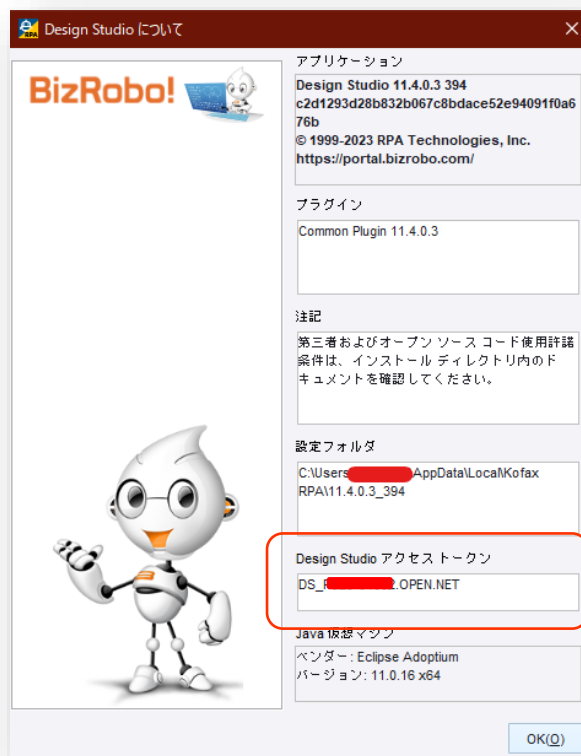 Design Studio について
BizRobo!
アプリケーション
Design Studio 11.4.0.3 394
c2d1293d28b832b067c8bdace52e94091f0a6
76b
© 1999-2023 RPA Technologies, Inc.
https://portal.bizrobo.com/
プラグイン
Common Plugin 11.4.0.3
注記
第三者およびオープン ソース コード使用許諾
条件は、インストール ディレクトリ内のド
キュメントを確認してください。
設定フォルダ
C:\Users AppData\Local\Kofax
RPA\11.4.0.3_394
Design Studio アクセストークン
DS_ .OPEN.NET
Java 仮想マシン
ベンダー: Eclipse Adoptium
バージョン: 11.0.16 x64
OK(O)